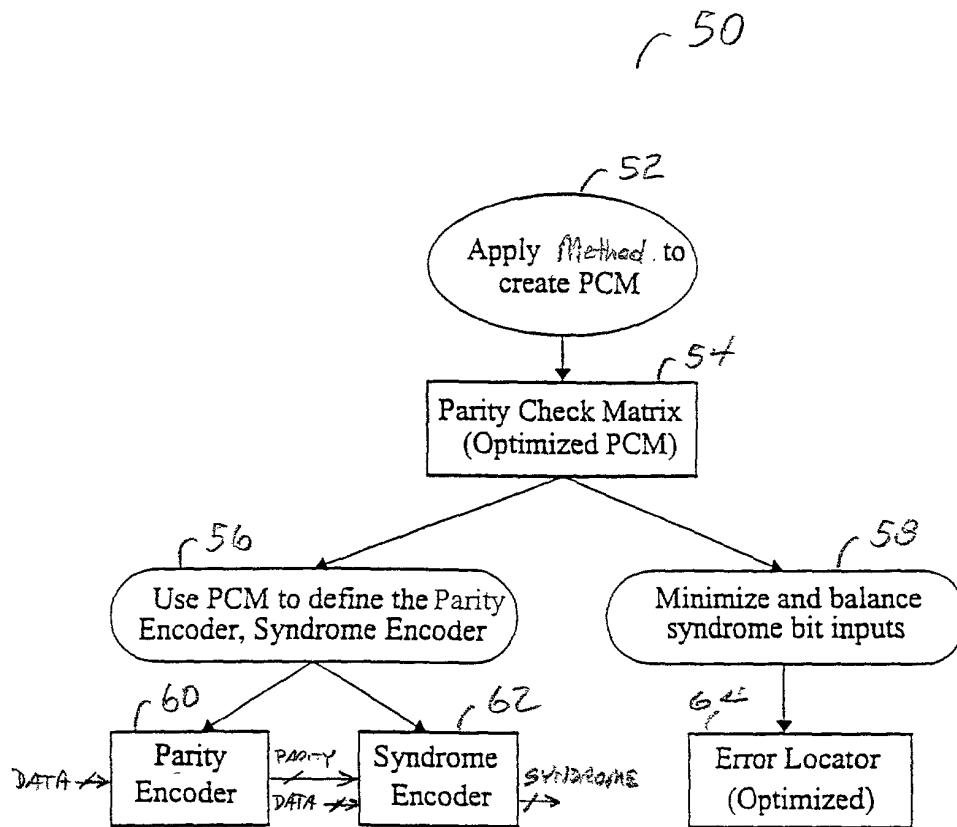 50
52
Apply Method. to
create PCM
54
Parity Check Matrix
(Optimized PCM)
56
58
Use PCM to define the Parity
Encoder, Syndrome Encoder
Minimize and balance
syndrome bit inputs
60
62
64
DATA
Parity
Encoder
PARITY
DATA
Syndrome
Encoder
SYNDROME
Error Locator
(Optimized)